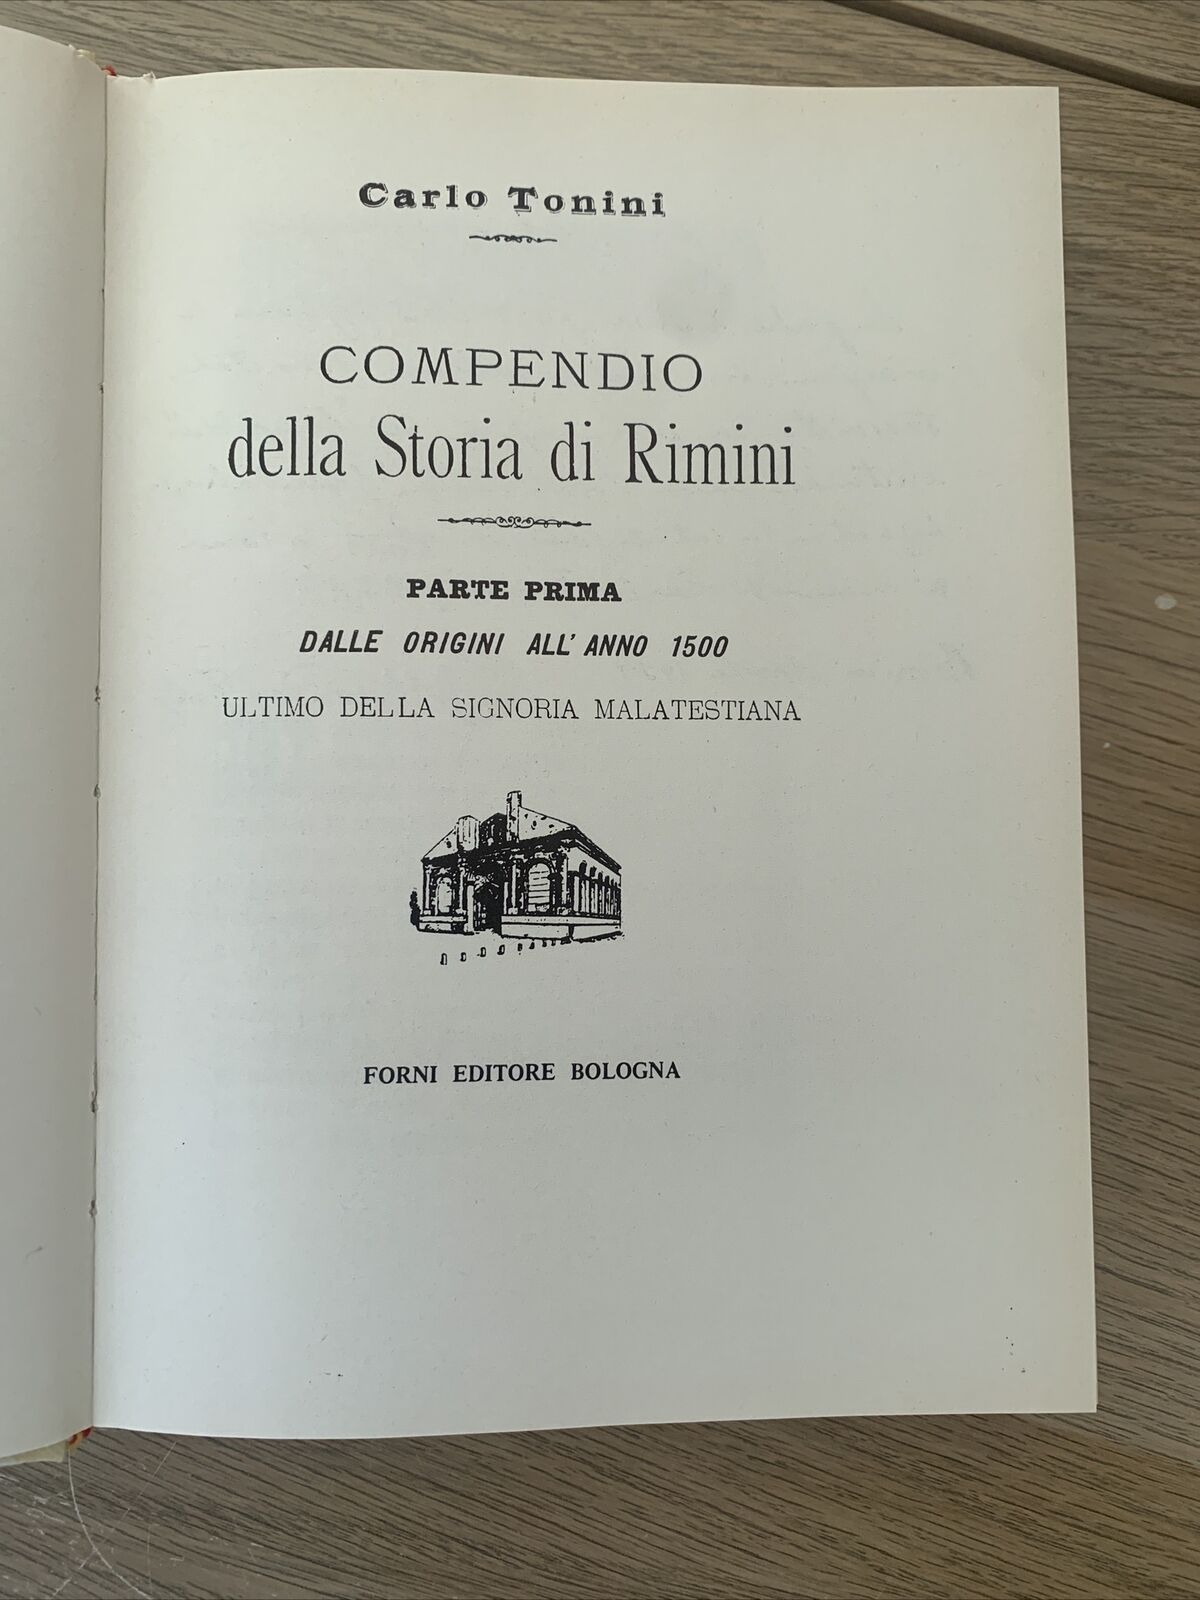 Carlo Tonini
COMPENDIO
della Storia di Rimini
PARTE PRIMA
DALLE ORIGINI ALL' ANNO 1500
ULTIMO DELLA SIGNORIA MALATESTIANA
FORNI EDITORE BOLOGNA